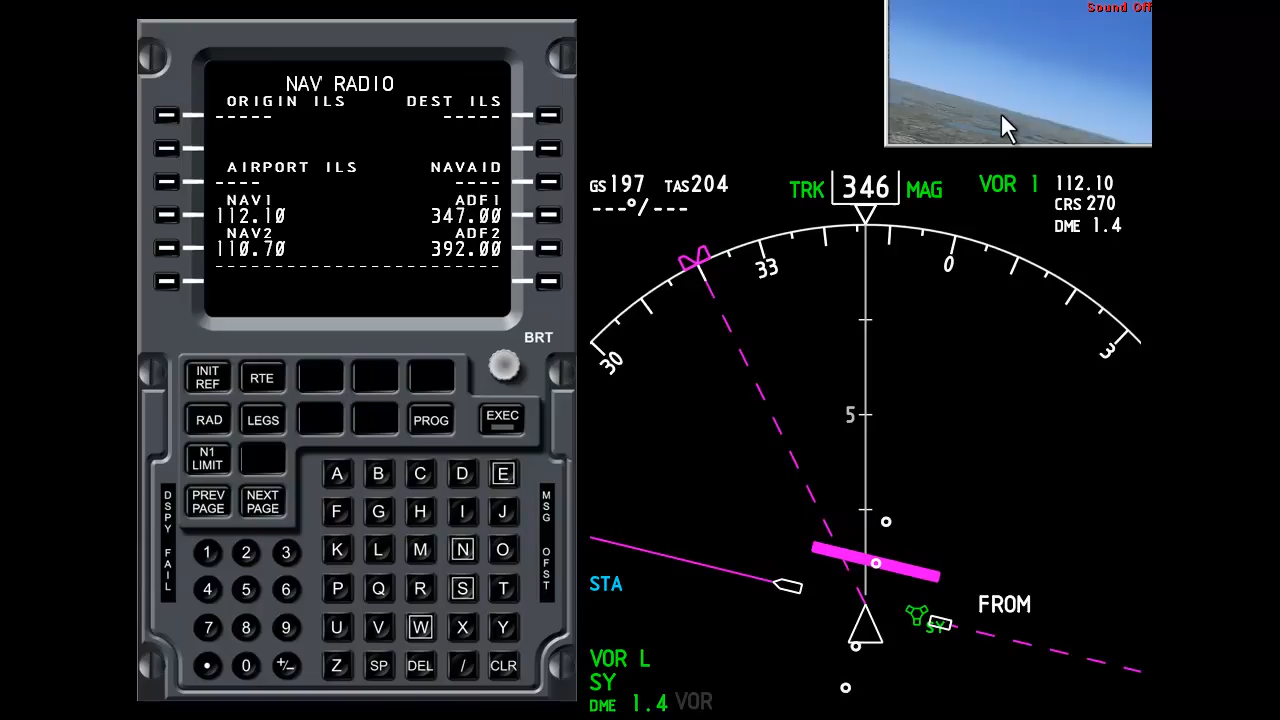 Sound Off
NAV RADIO
ORIGIN ILS DEST ILS
----- -----
AIRPORT ILS NAVAID
---- ----
NAV1 ADF1
112.10 347.00
NAV2 ADF2
110.70 392.00
--------------------------
BRT
INIT REF
RTE
RAD
LEGS
PROG
EXEC
N1 LIMIT
PREV PAGE
NEXT PAGE
DSPY FAIL
MSG OFST
A B C D E
F G H I J
K L M N O
P Q R S T
U V W X Y
Z SP DEL / CLR
1 2 3
4 5 6
7 8 9
• 0 +/-
GS 197 TAS 204
---°/---
TRK 346 MAG
VOR 1 112.10
CRS 270
DME 1.4
30 33 0 3
5
STA
FROM
SY
VOR L
SY
DME 1.4 VOR